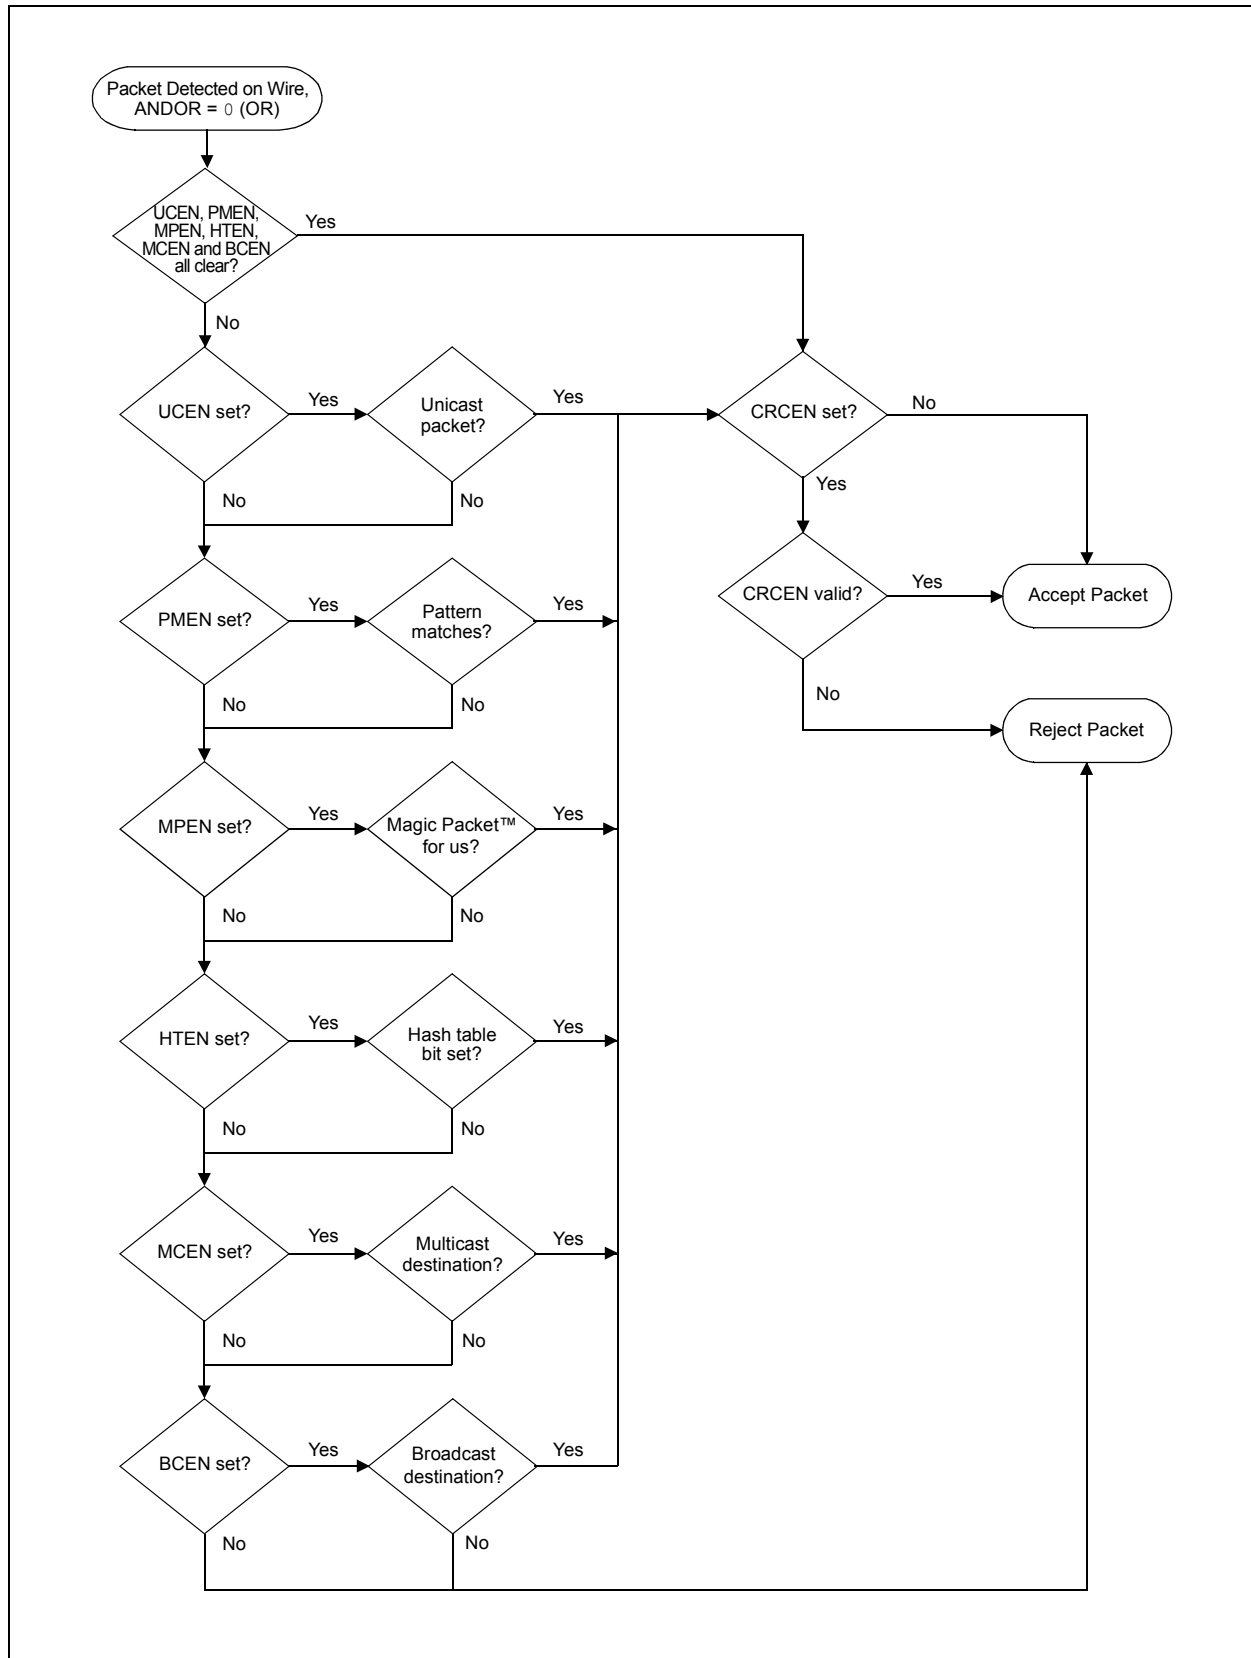 Packet Detected on Wire,
ANDOR = 0 (OR)
UCEN, PMEN,
MPEN, HTEN,
MCEN and BCEN
all clear?
Yes
No
UCEN set?
Yes
Unicast
packet?
Yes
CRCEN set?
No
No
No
Yes
PMEN set?
Yes
Pattern
matches?
Yes
CRCEN valid?
Yes
Accept Packet
No
No
No
Reject Packet
MPEN set?
Yes
Magic Packet™
for us?
Yes
No
No
HTEN set?
Yes
Hash table
bit set?
Yes
No
No
MCEN set?
Yes
Multicast
destination?
Yes
No
No
BCEN set?
Yes
Broadcast
destination?
Yes
No
No